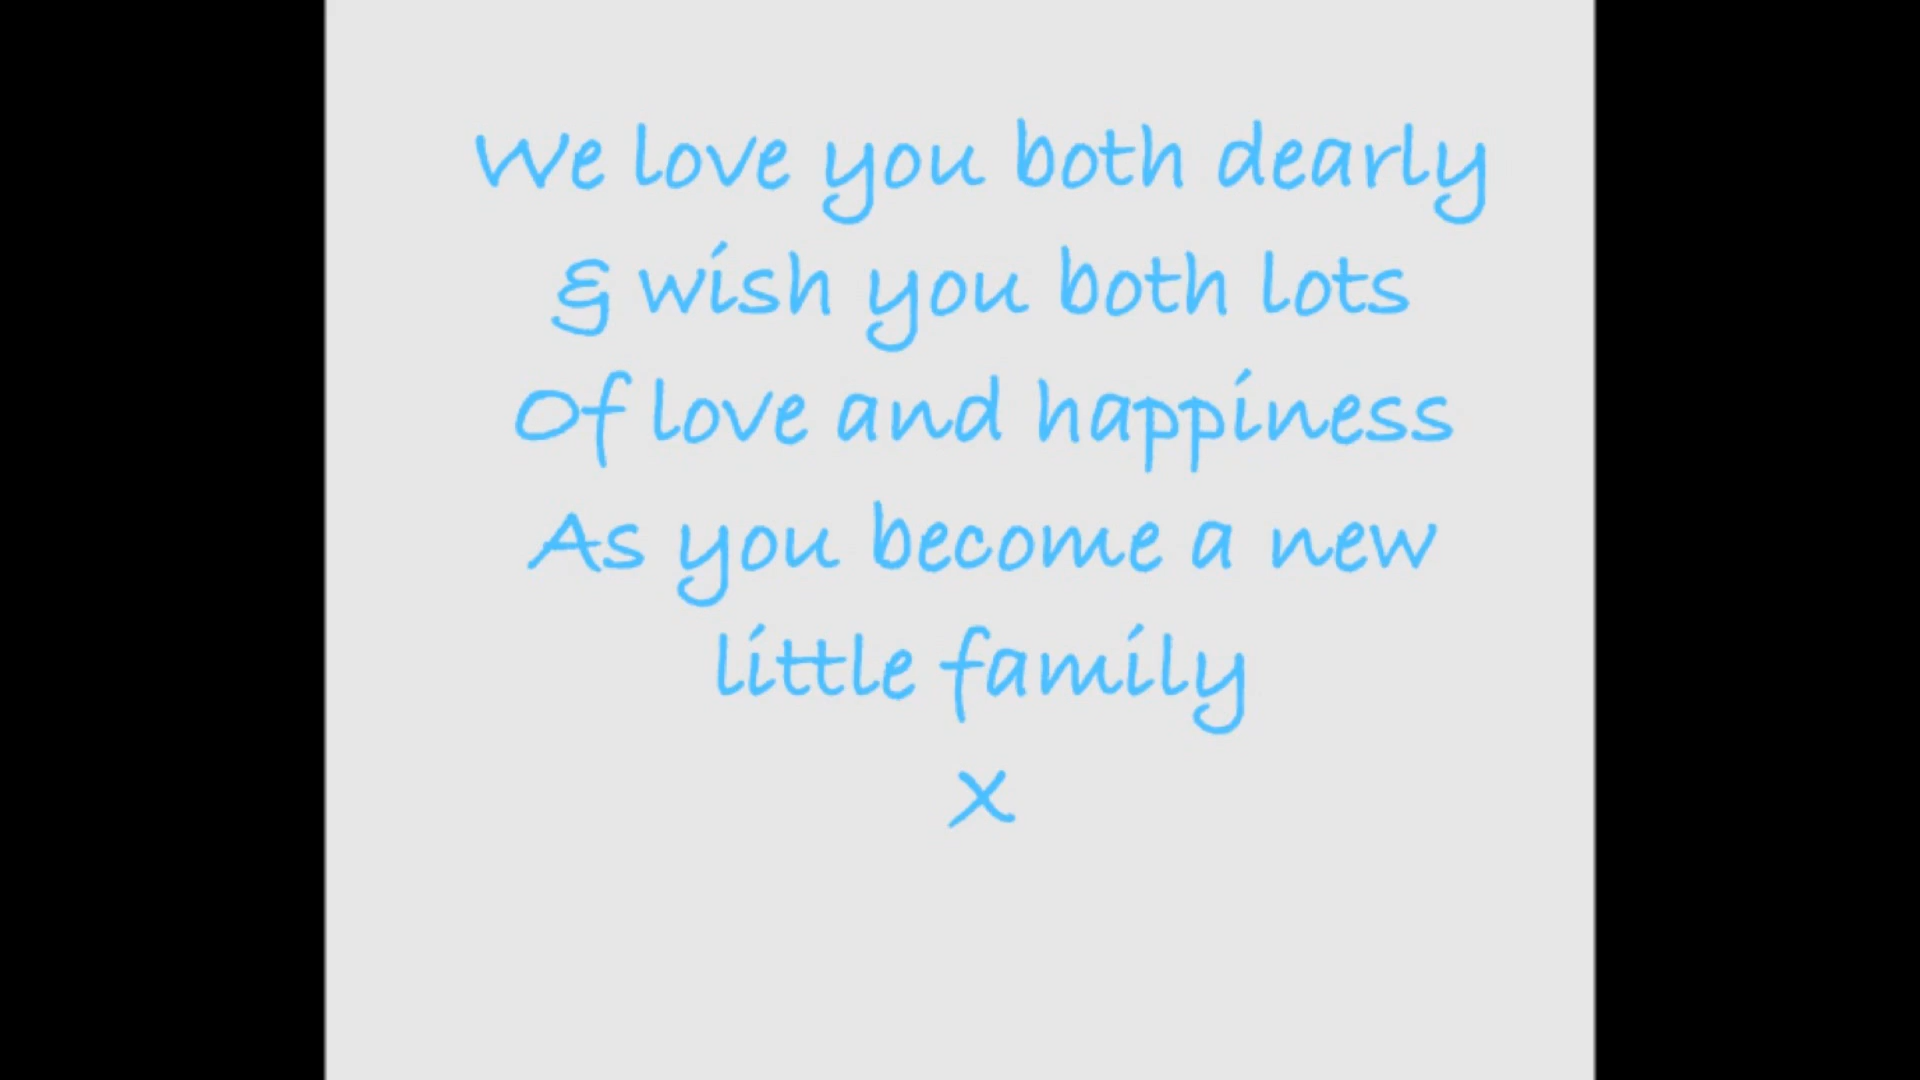 We love you both dearly
& wish you both lots
Of love and happiness
As you become a new
little family
x